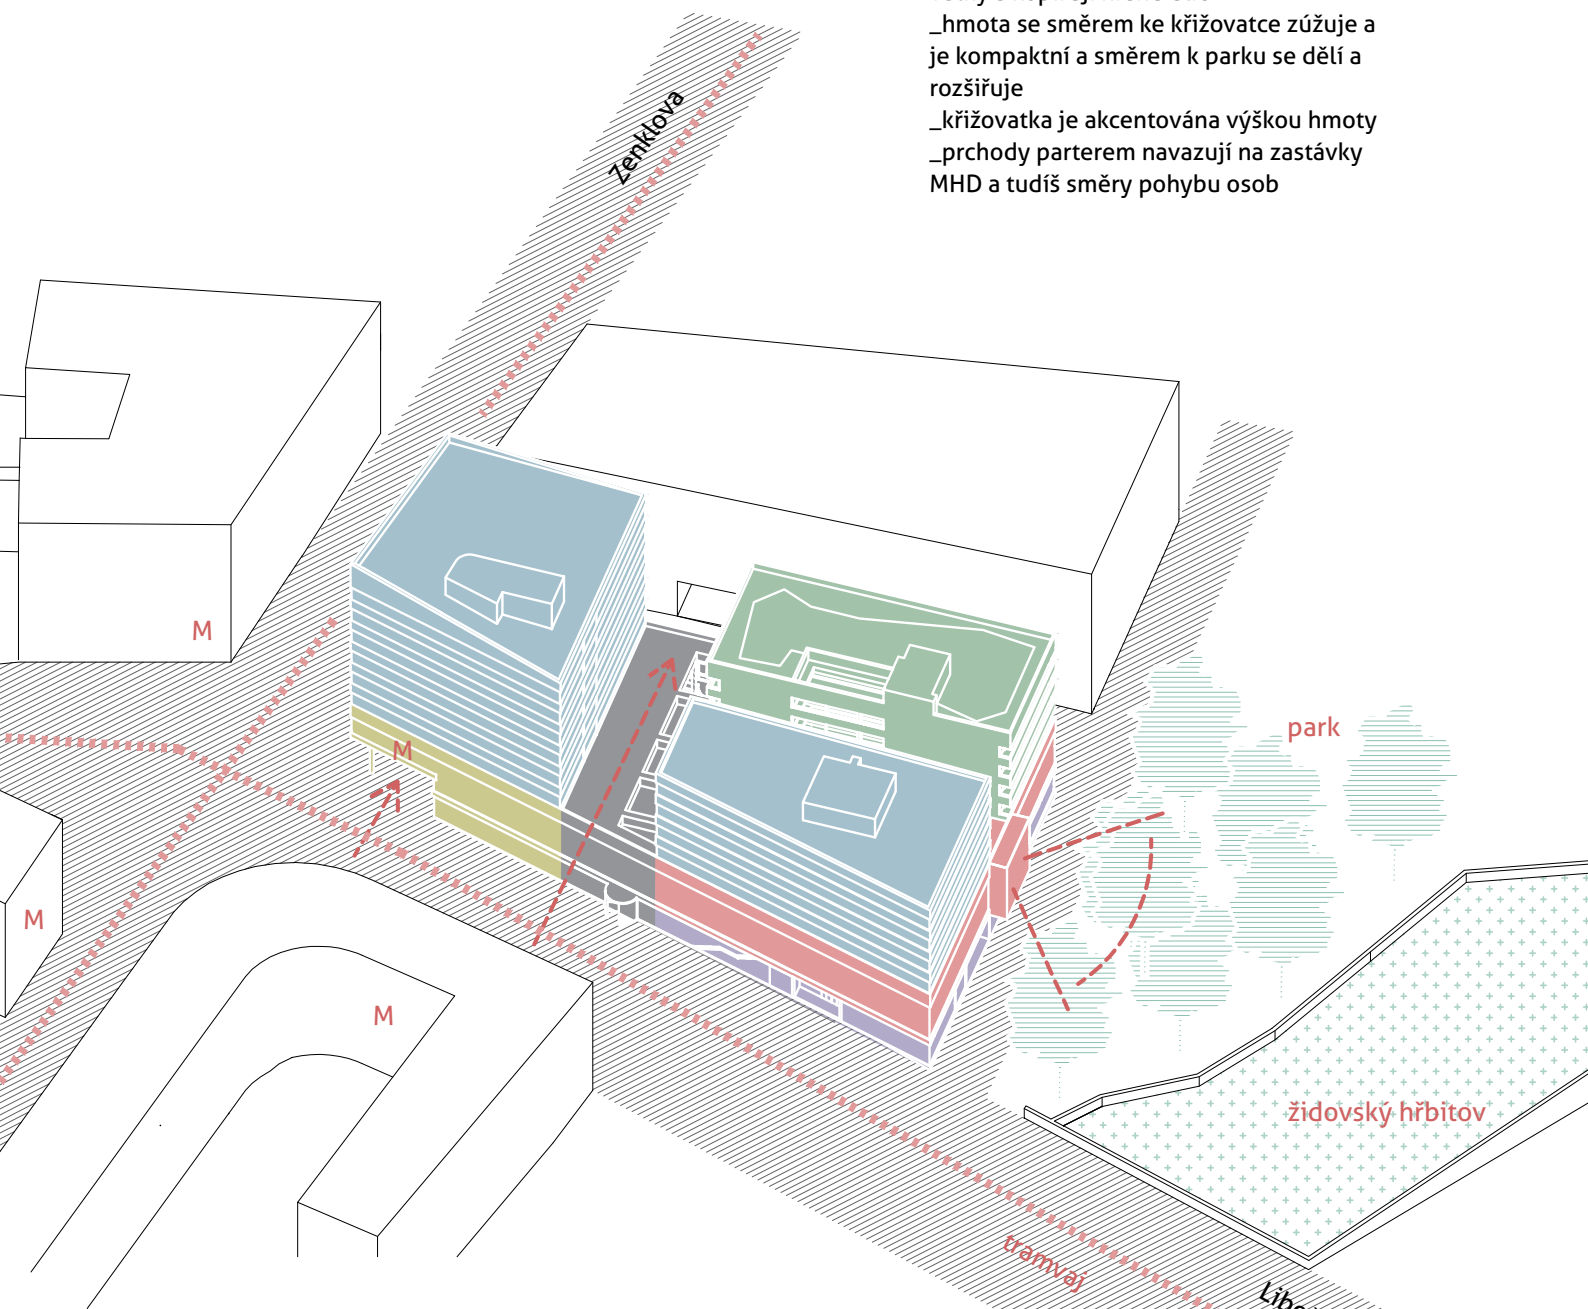 _hmota se směrem ke křižovatce zúžuje a
je kompaktní a směrem k parku se dělí a
rozšiřuje
_křižovatka je akcentována výškou hmoty
_prchody parterem navazují na zastávky
MHD a tudíš směry pohybu osob
Zenklova
M
park
M
M
M
židovský hřbitov
tramvaj